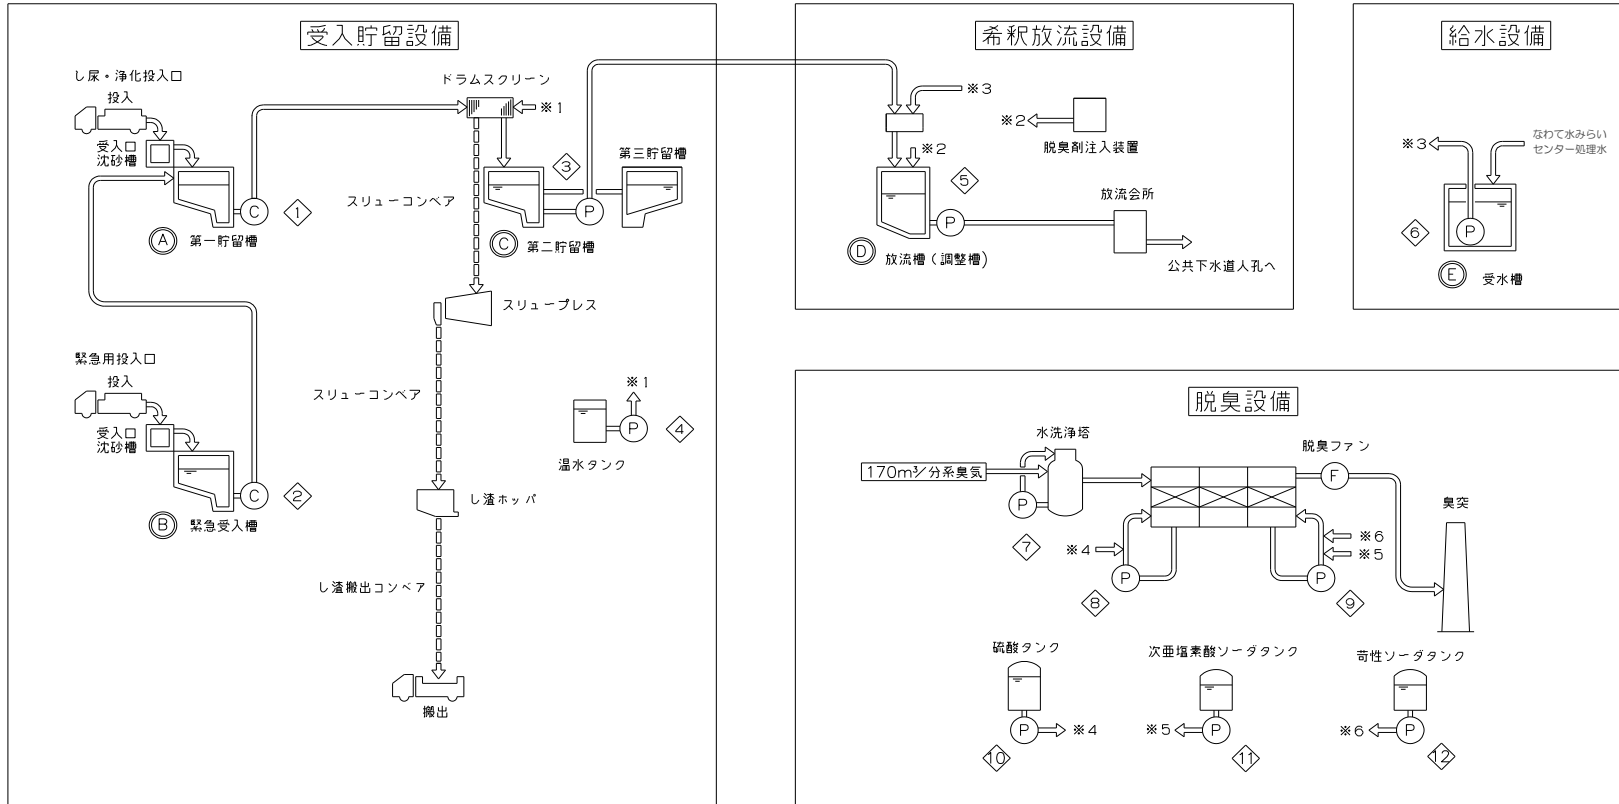 受入貯留設備
し尿・浄化投入口
投入
受入口
沈砂槽
A
第一貯留槽
C
1
ドラムスクリーン
※1
スリューコンベア
3
第三貯留槽
P
C
第二貯留槽
スリュープレス
緊急用投入口
投入
受入口
沈砂槽
B
緊急受入槽
C
2
スリューコンベア
※1
P
4
温水タンク
し渣ホッパ
し渣搬出コンベア
搬出
希釈放流設備
※3
※2
脱臭剤注入装置
※2
5
放流会所
P
D
放流槽(調整槽)
公共下水道人孔へ
給水設備
※3
なわて水みらい
センター処理水
6
P
E
受水槽
脱臭設備
水洗浄塔
脱臭ファン
170m³/分系臭気
F
臭突
P
7
※4
※6
※5
P
8
P
9
硫酸タンク
P
※4
10
次亜塩素酸ソーダタンク
※5
P
11
苛性ソーダタンク
※6
P
12